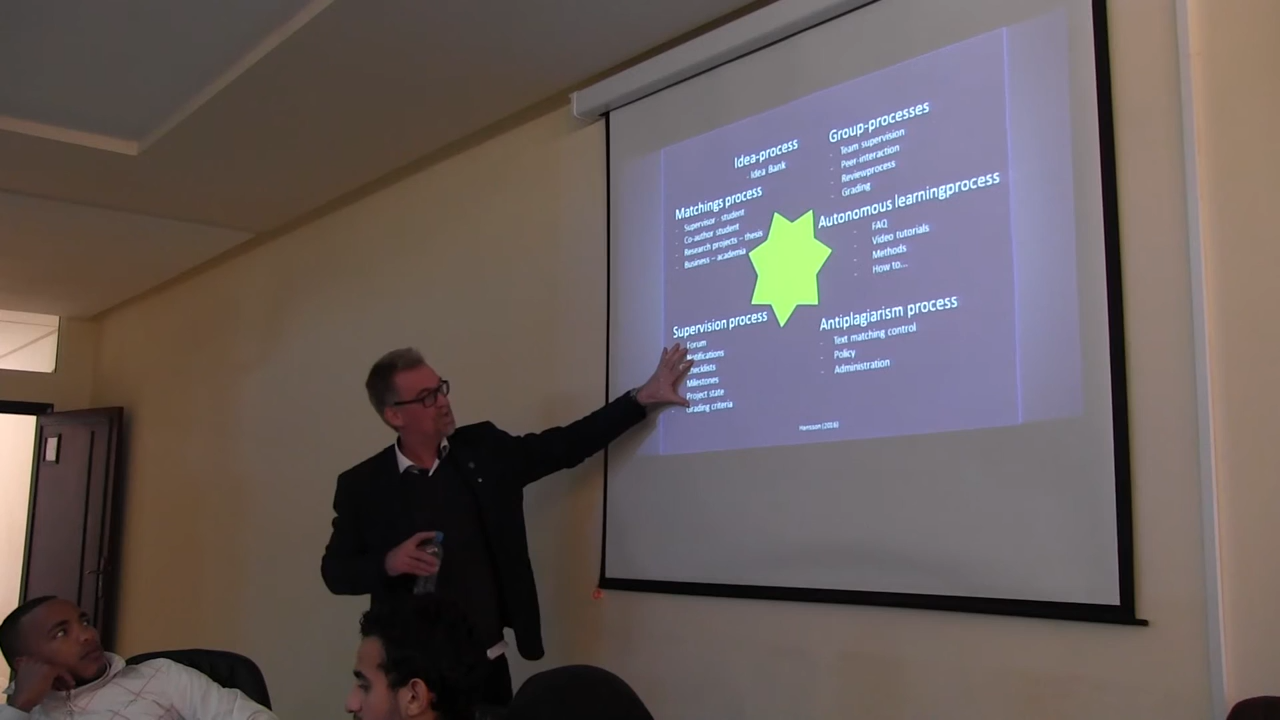 Idea-process
- Idea Bank
Matchings process
- Supervisor - student
- Co-author student
- Research projects – thesis
- Business – academia
Supervision process
Forum
Notifications
Checklists
Milestones
Project state
Grading criteria
Group-processes
- Team supervision
- Peer-interaction
- Reviewprocess
- Grading
Autonomous learningprocess
- FAQ
- Video tutorials
- Methods
- How to...
Antiplagiarism process
- Text matching control
- Policy
- Administration
Hansson (2016)